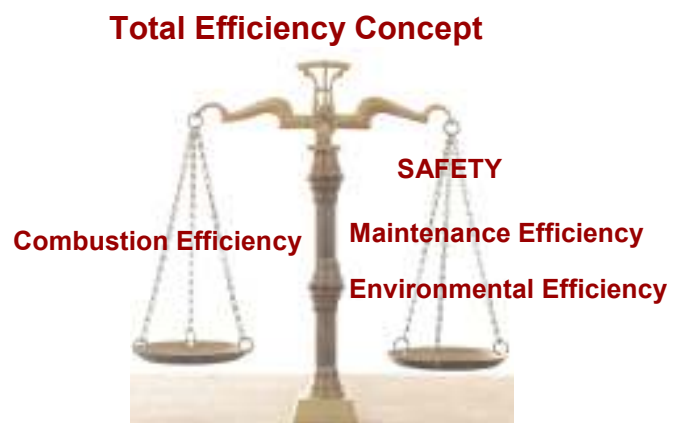 Total Efficiency Concept
SAFETY
Combustion Efficiency
Maintenance Efficiency
Environmental Efficiency